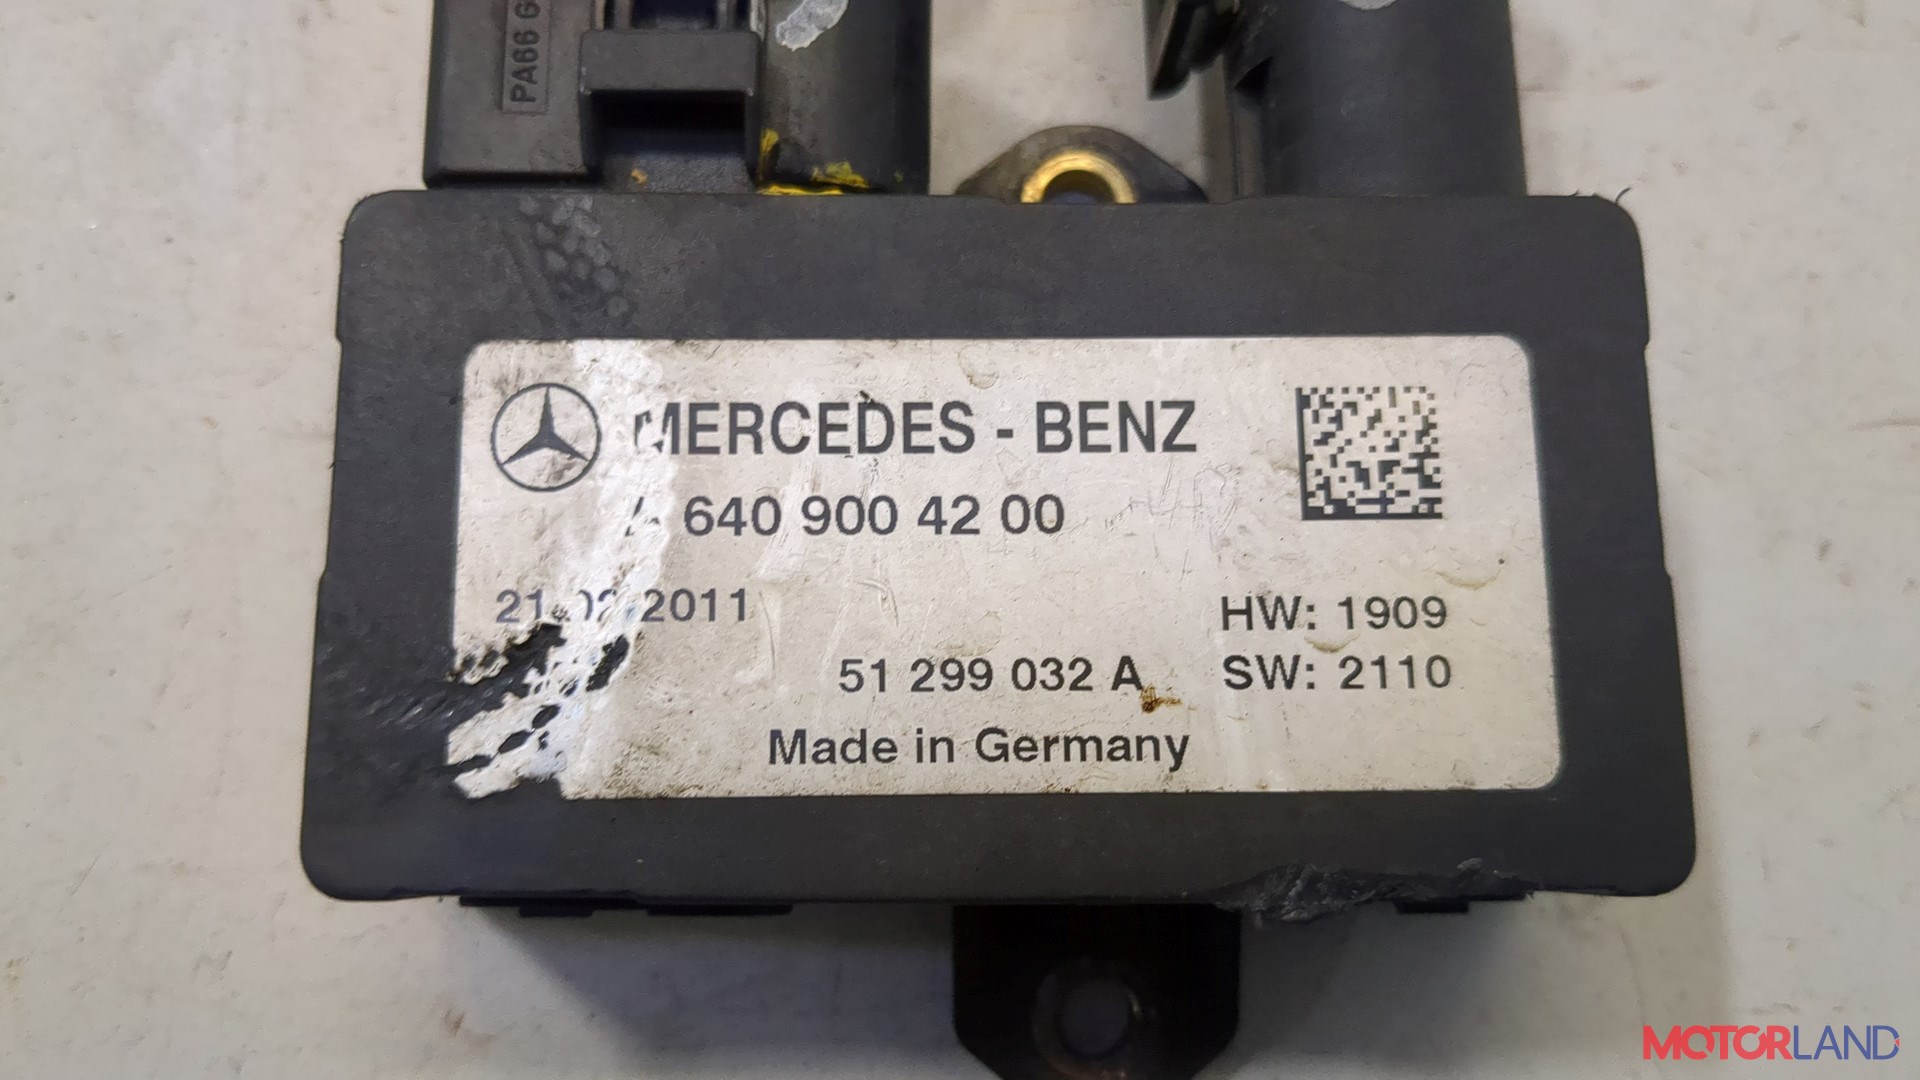 PA66 G
MERCEDES - BENZ
A 640 900 42 00
2011
HW: 1909
51 299 032 A
SW: 2110
Made in Germany
MOTORLAND